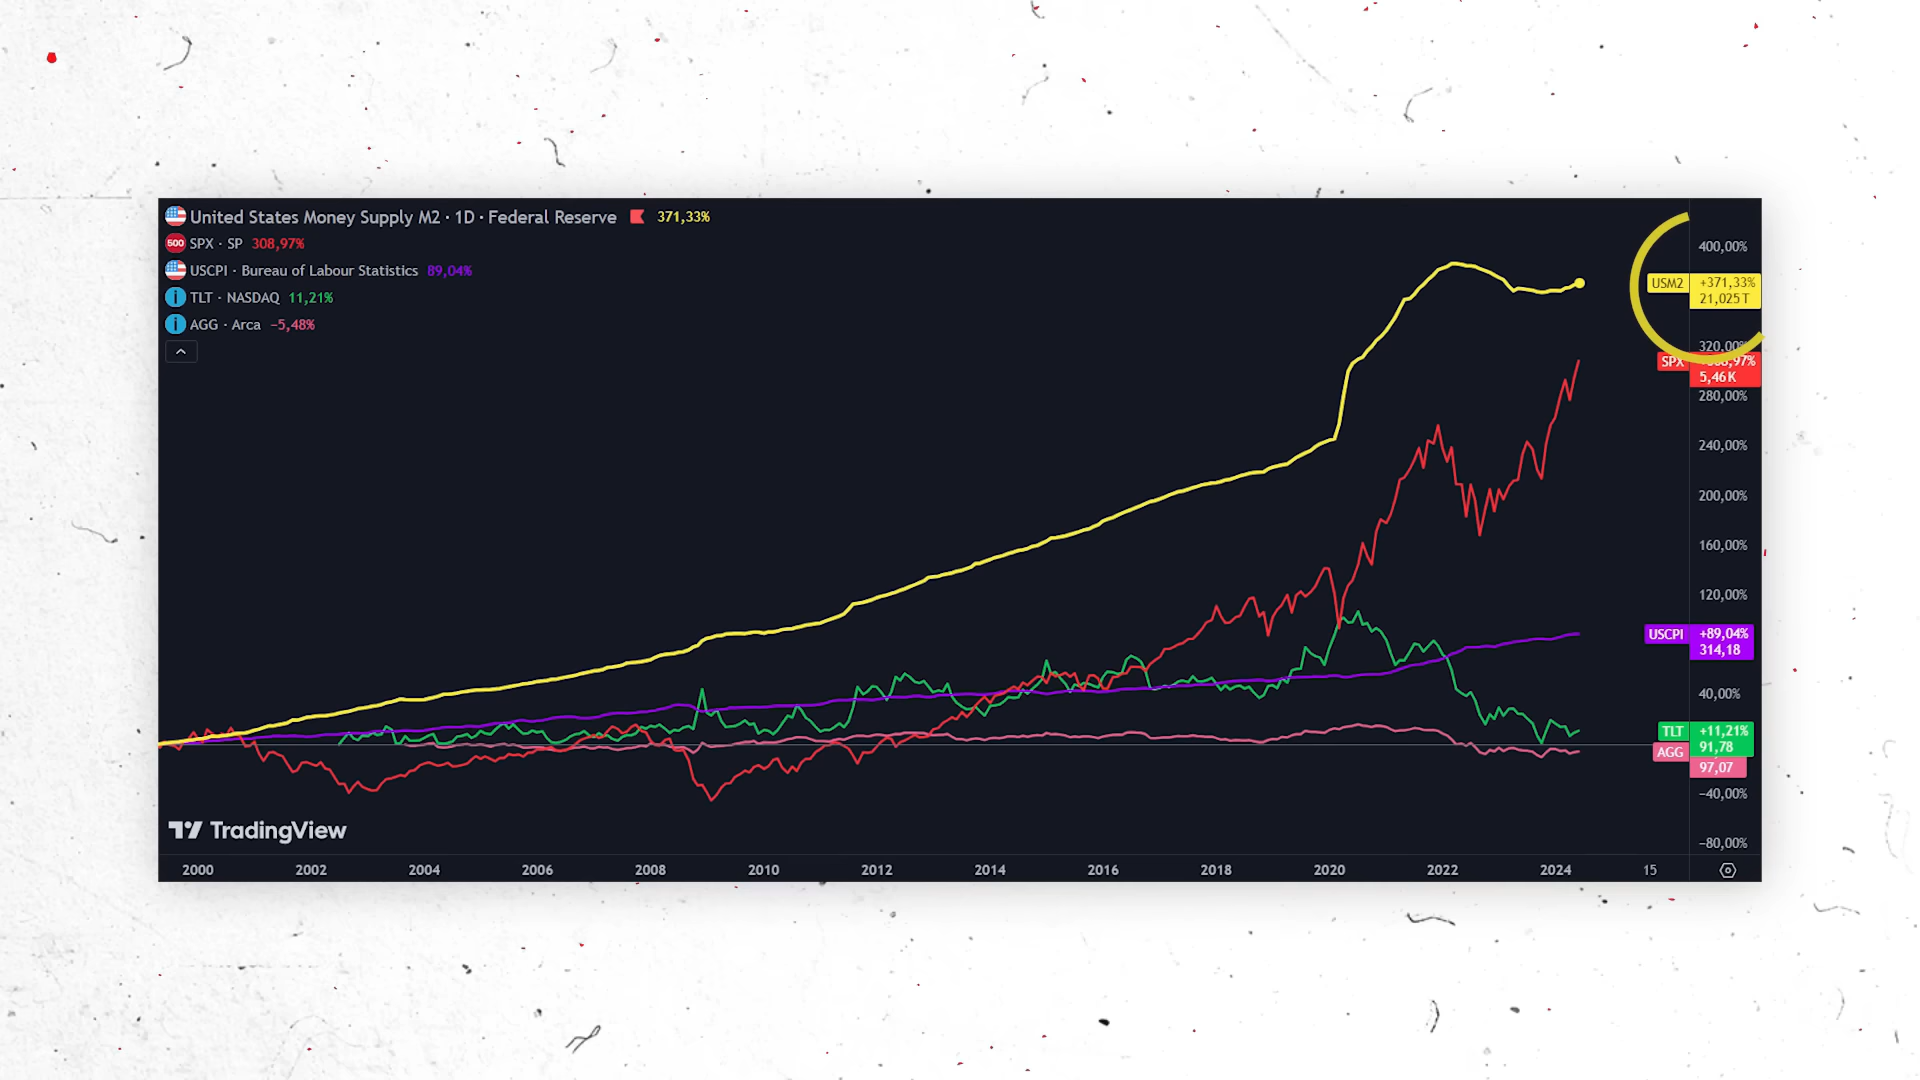 United States Money Supply M2 · 1D · Federal Reserve 371,33%
500 SPX · SP 308,97%
USCPI · Bureau of Labour Statistics 89,04%
TLT · NASDAQ 11,21%
AGG · Arca −5,48%
400,00%
USM2 +371,33%
21,025T
320,00%
SPX
5,46K
280,00%
240,00%
200,00%
160,00%
120,00%
USCPI +89,04%
314,18
40,00%
TLT +11,21%
91,78
AGG
97,07
−40,00%
−80,00%
TradingView
2000 2002 2004 2006 2008 2010 2012 2014 2016 2018 2020 2022 2024 15